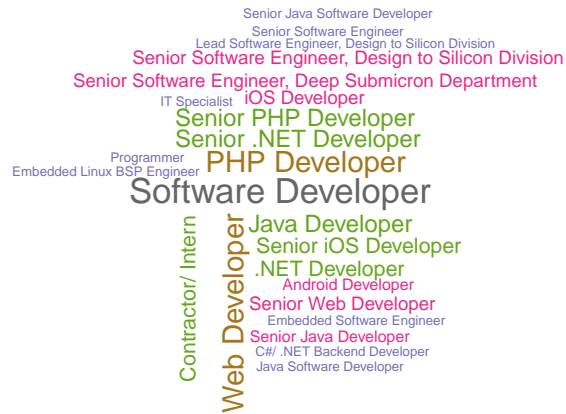 Senior Java Software Developer
Senior Software Engineer
Lead Software Engineer, Design to Silicon Division
Senior Software Engineer, Design to Silicon Division
Senior Software Engineer, Deep Submicron Department
IT Specialist
iOS Developer
Senior PHP Developer
Senior .NET Developer
Programmer
PHP Developer
Embedded Linux BSP Engineer
Software Developer
Contractor/ Intern
Web Developer
Java Developer
Senior iOS Developer
.NET Developer
Android Developer
Senior Web Developer
Embedded Software Engineer
Senior Java Developer
C#/ .NET Backend Developer
Java Software Developer